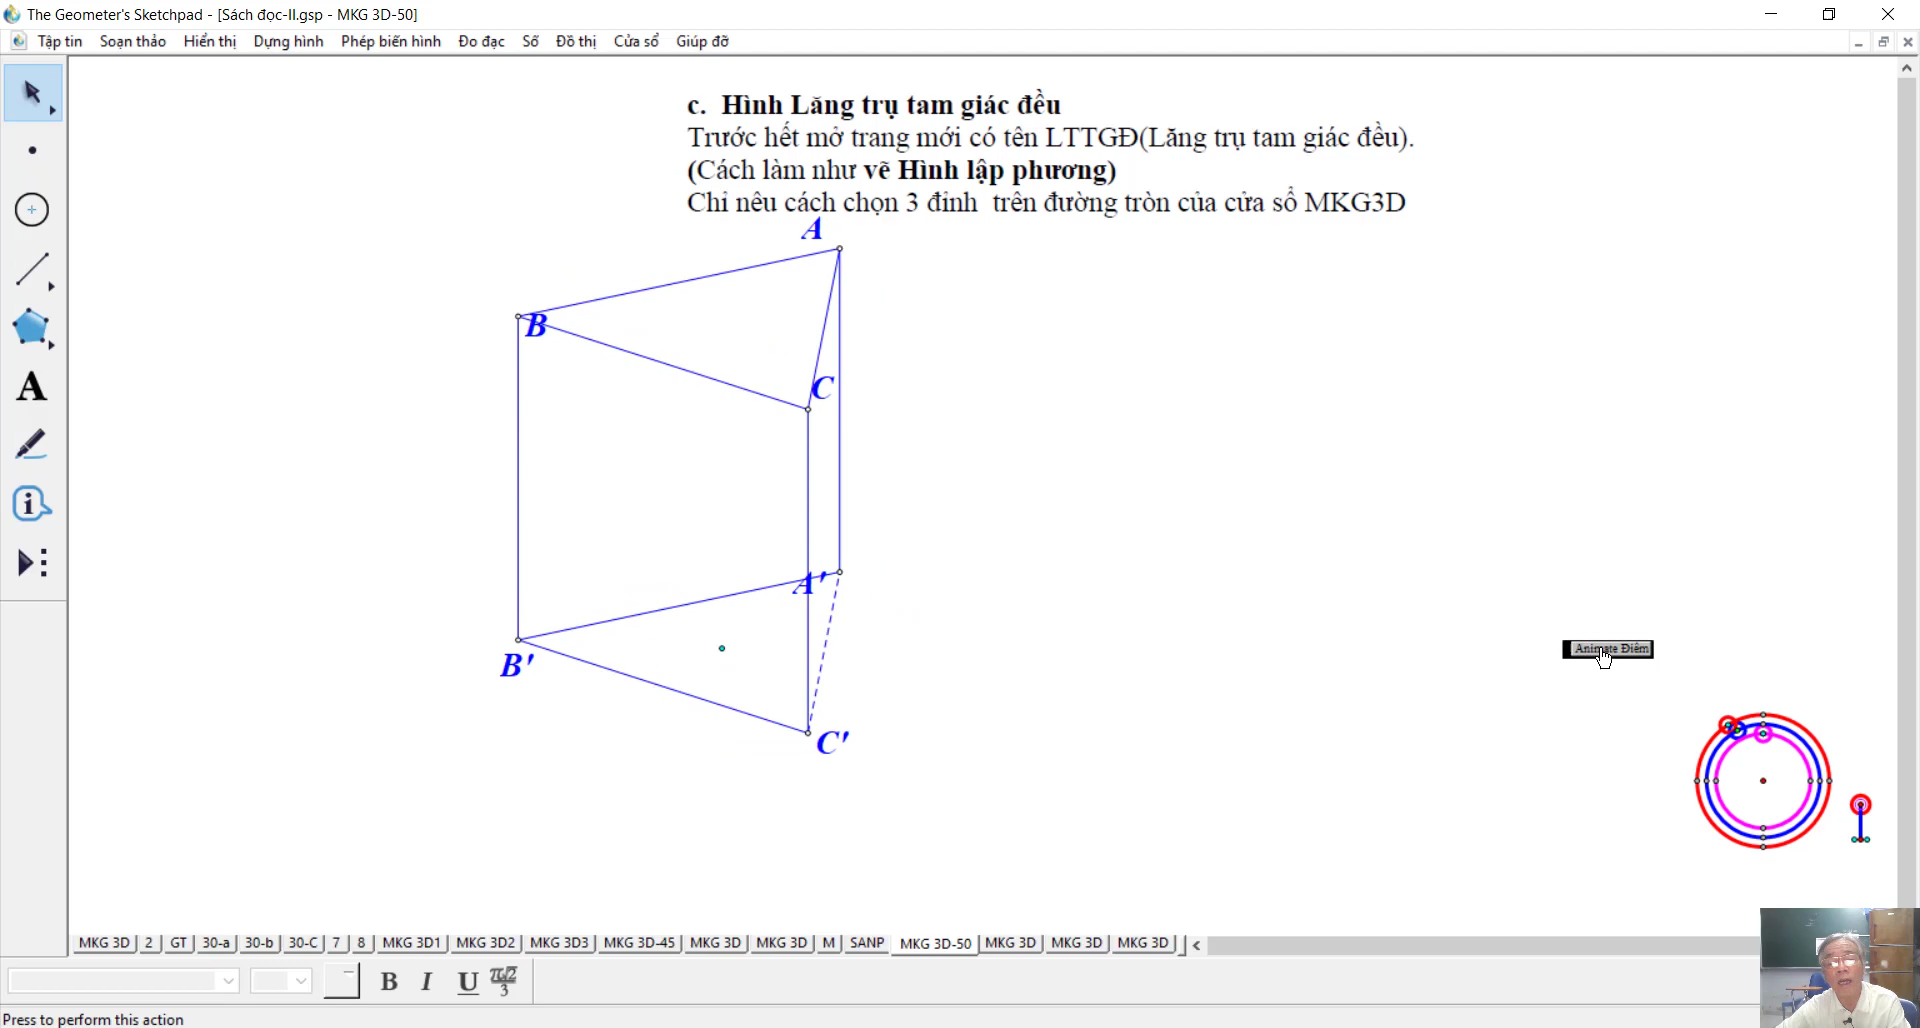 The Geometer's Sketchpad - [Sách đọc-II.gsp - MKG 3D-50]
Tập tin Soạn thảo Hiển thị Dựng hình Phép biến hình Đo đạc Số Đồ thị Cửa sổ Giúp đỡ
c. Hình Lăng trụ tam giác đều
Trước hết mở trang mới có tên LTTGĐ(Lăng trụ tam giác đều).
(Cách làm như vẽ Hình lập phương)
Chỉ nêu cách chọn 3 đỉnh trên đường tròn của cửa sổ MKG3D
A
B
C
A'
B'
C'
Animate Điểm
A
MKG 3D 2 GT 30-a 30-b 30-C 7 8 MKG 3D1 MKG 3D2 MKG 3D3 MKG 3D-45 MKG 3D MKG 3D M SANP MKG 3D-50 MKG 3D MKG 3D MKG 3D
B I U
Press to perform this action